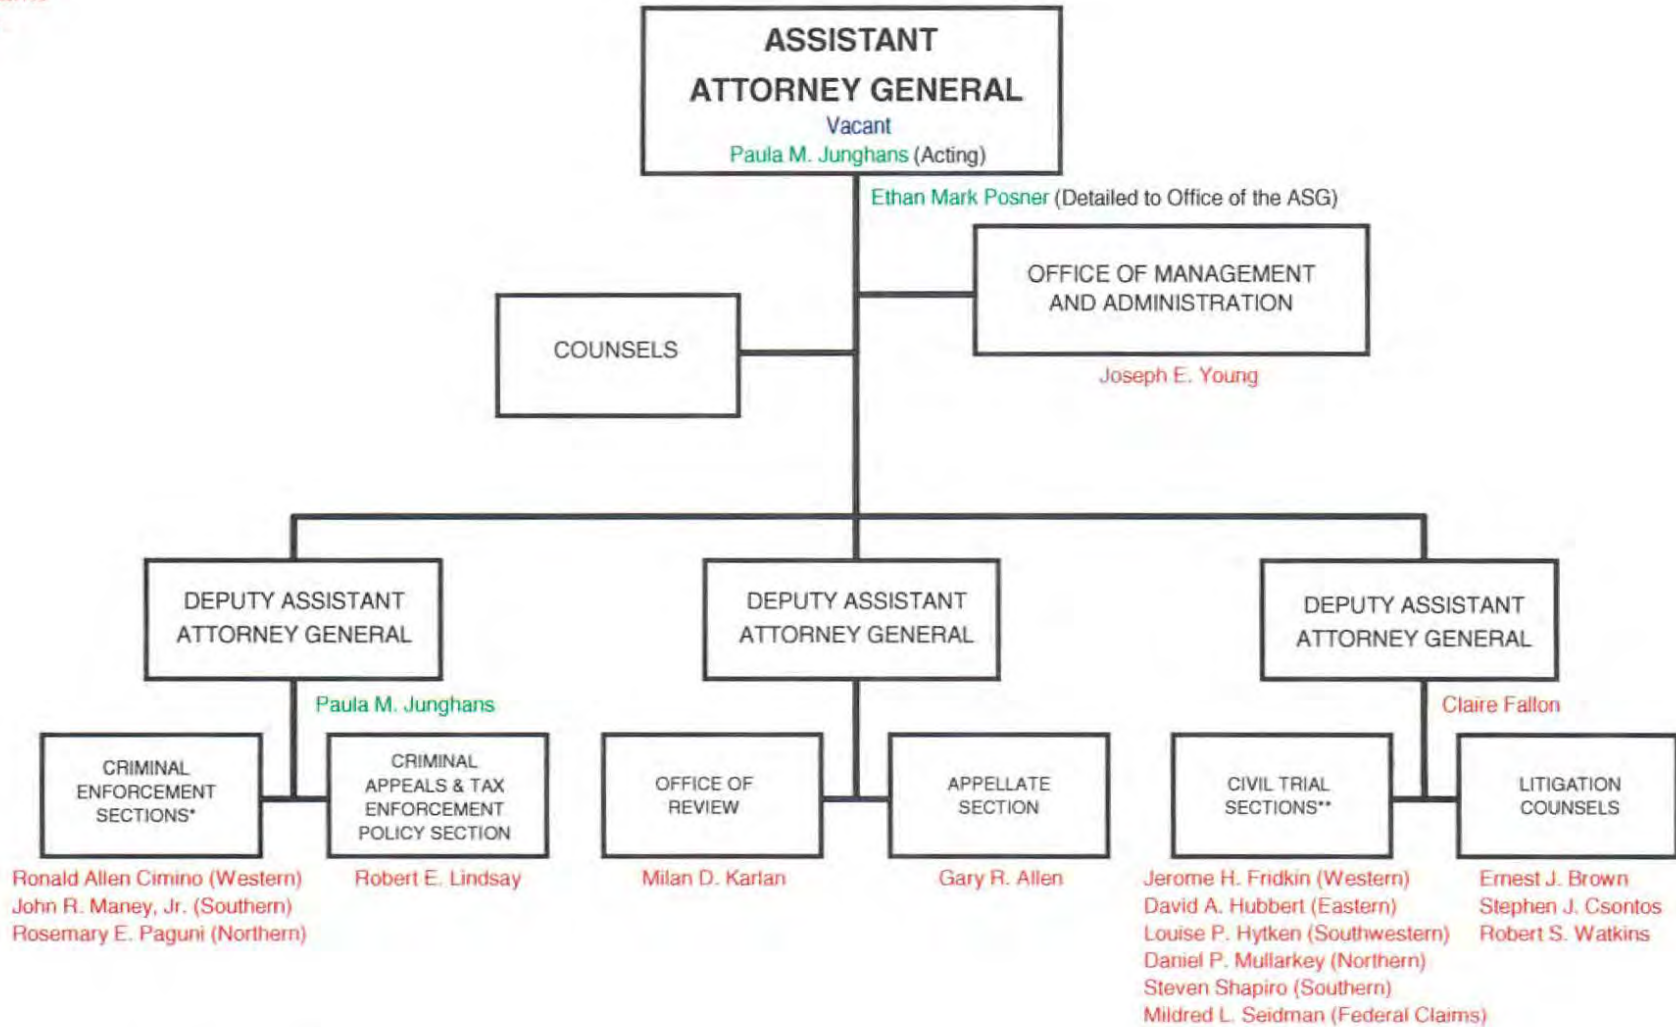 ASSISTANT
ATTORNEY GENERAL
Vacant
Paula M. Junghans (Acting)
Ethan Mark Posner (Detailed to Office of the ASG)
OFFICE OF MANAGEMENT
AND ADMINISTRATION
Joseph E. Young
COUNSELS
DEPUTY ASSISTANT
ATTORNEY GENERAL
Paula M. Junghans
CRIMINAL
ENFORCEMENT
SECTIONS*
Ronald Allen Cimino (Western)
John R. Maney, Jr. (Southern)
Rosemary E. Paguni (Northern)
CRIMINAL
APPEALS & TAX
ENFORCEMENT
POLICY SECTION
Robert E. Lindsay
DEPUTY ASSISTANT
ATTORNEY GENERAL
OFFICE OF
REVIEW
Milan D. Karlan
APPELLATE
SECTION
Gary R. Allen
DEPUTY ASSISTANT
ATTORNEY GENERAL
Claire Fallon
CIVIL TRIAL
SECTIONS**
Jerome H. Fridkin (Western)
David A. Hubbert (Eastern)
Louise P. Hytken (Southwestern)
Daniel P. Mullarkey (Northern)
Steven Shapiro (Southern)
Mildred L. Seidman (Federal Claims)
LITIGATION
COUNSELS
Ernest J. Brown
Stephen J. Csontos
Robert S. Watkins